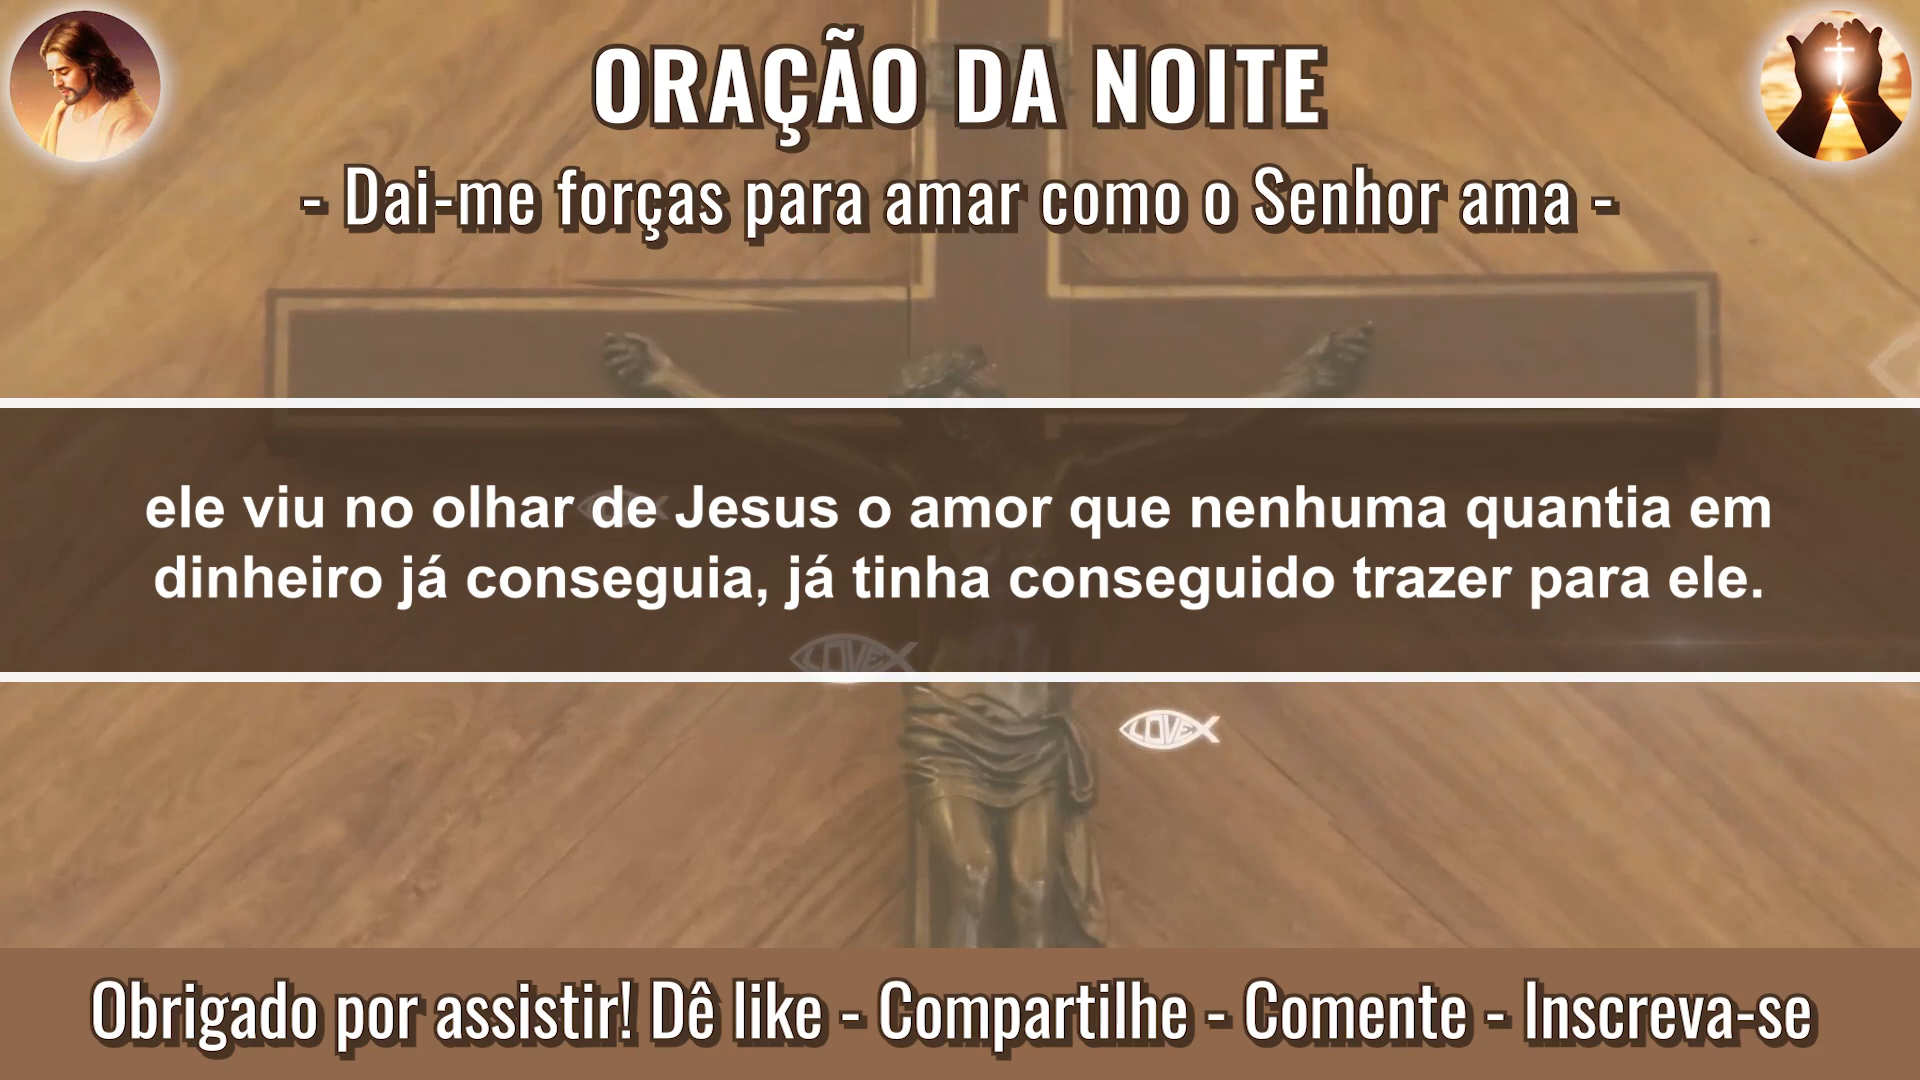 ORAÇÃO DA NOITE
- Dai-me forças para amar como o Senhor ama -
ele viu no olhar de Jesus o amor que nenhuma quantia em
dinheiro já conseguia, já tinha conseguido trazer para ele.
LOVE
LOVE
Obrigado por assistir! Dê like - Compartilhe - Comente - Inscreva-se